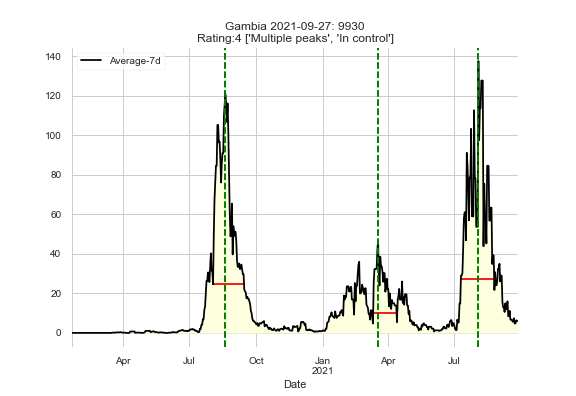 Gambia 2021-09-27: 9930
Rating:4 ['Multiple peaks', 'In control']
Average-7d
140
120
100
80
60
40
20
0
Apr
Jul
Oct
Jan
2021
Apr
Jul
Date